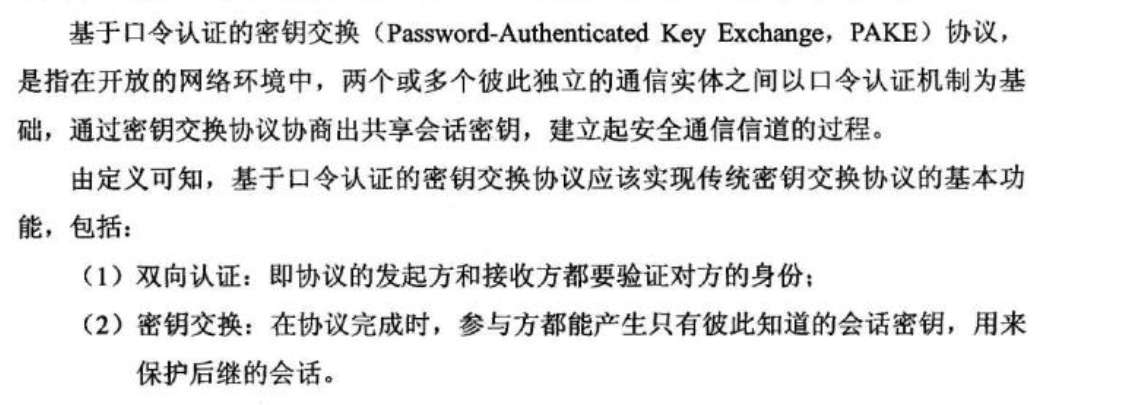 基于口令认证的密钥交换（Password-Authenticated Key Exchange，PAKE）协议，
是指在开放的网络环境中，两个或多个彼此独立的通信实体之间以口令认证机制为基
础，通过密钥交换协议协商出共享会话密钥，建立起安全通信信道的过程。
由定义可知，基于口令认证的密钥交换协议应该实现传统密钥交换协议的基本功
能，包括：
（1）双向认证：即协议的发起方和接收方都要验证对方的身份；
（2）密钥交换：在协议完成时，参与方都能产生只有彼此知道的会话密钥，用来
保护后继的会话。